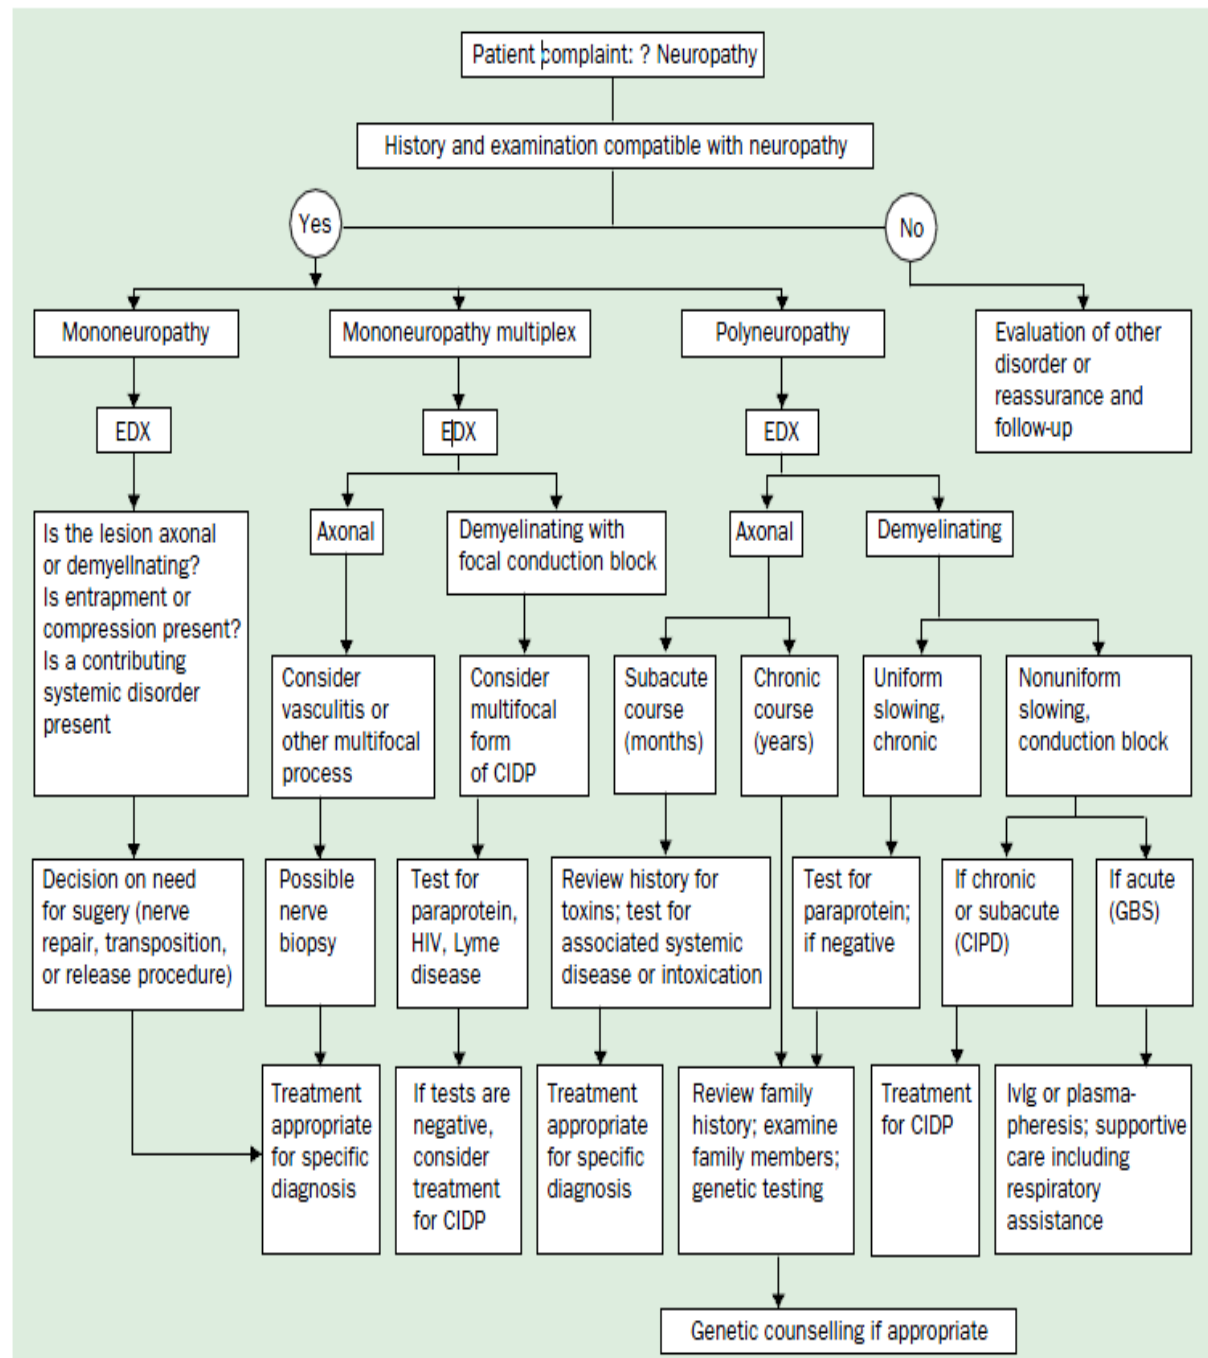 Patient complaint: ? Neuropathy
History and examination compatible with neuropathy
Yes
No
Mononeuropathy
Mononeuropathy multiplex
Polyneuropathy
Evaluation of other
disorder or
reassurance and
follow-up
EDX
EDX
EDX
Is the lesion axonal
or demyellnating?
Is entrapment or
compression present?
Is a contributing
systemic disorder
present
Axonal
Demyelinating with
focal conduction block
Axonal
Demyelinating
Consider
vasculitis or
other multifocal
process
Consider
multifocal
form
of CIDP
Subacute
course
(months)
Chronic
course
(years)
Uniform
slowing,
chronic
Nonuniform
slowing,
conduction block
Decision on need
for sugery (nerve
repair, transposition,
or release procedure)
Possible
nerve
biopsy
Test for
paraprotein,
HIV, Lyme
disease
Review history for
toxins; test for
associated systemic
disease or intoxication
Test for
paraprotein;
if negative
If chronic
or subacute
(CIPD)
If acute
(GBS)
Treatment
appropriate
for specific
diagnosis
If tests are
negative,
consider
treatment
for CIDP
Treatment
appropriate
for specific
diagnosis
Review family
history; examine
family members;
genetic testing
Treatment
for CIDP
IvIg or plasma-
pheresis; supportive
care including
respiratory
assistance
Genetic counselling if appropriate